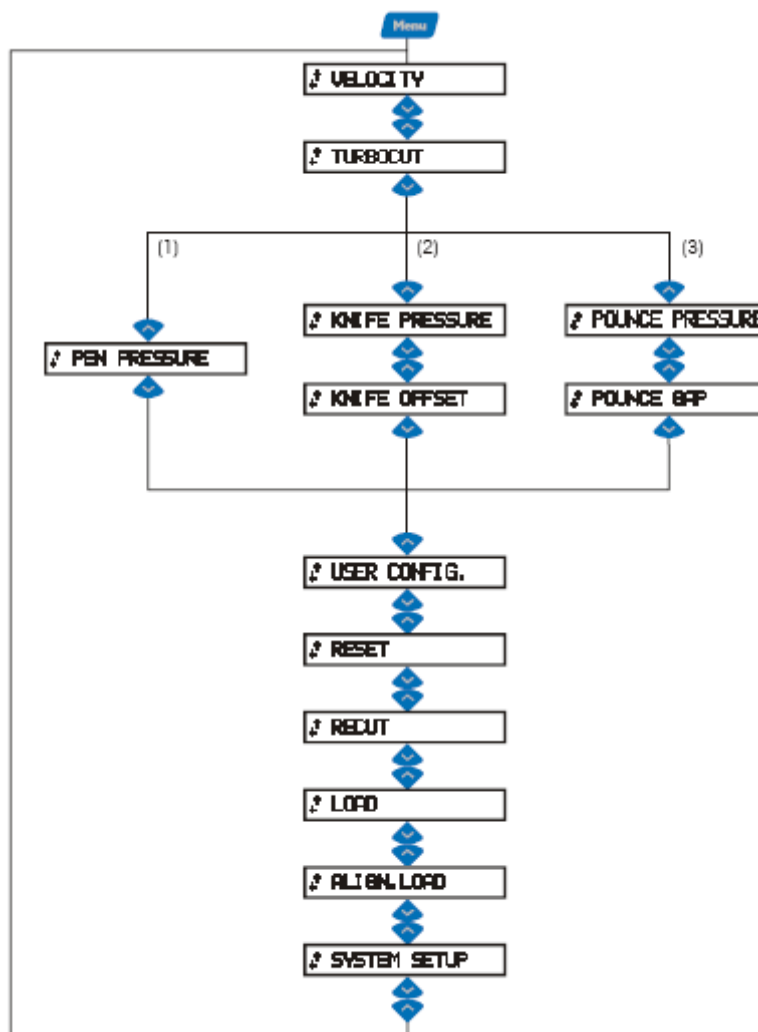 Menu
VELOCITY
TURBOCUT
(1) (2) (3)
KNIFE PRESSURE POUNCE PRESSURE
PEN PRESSURE
KNIFE OFFSET POUNCE GAP
USER CONFIG.
RESET
RECUT
LOAD
ALIGN.LOAD
SYSTEM SETUP